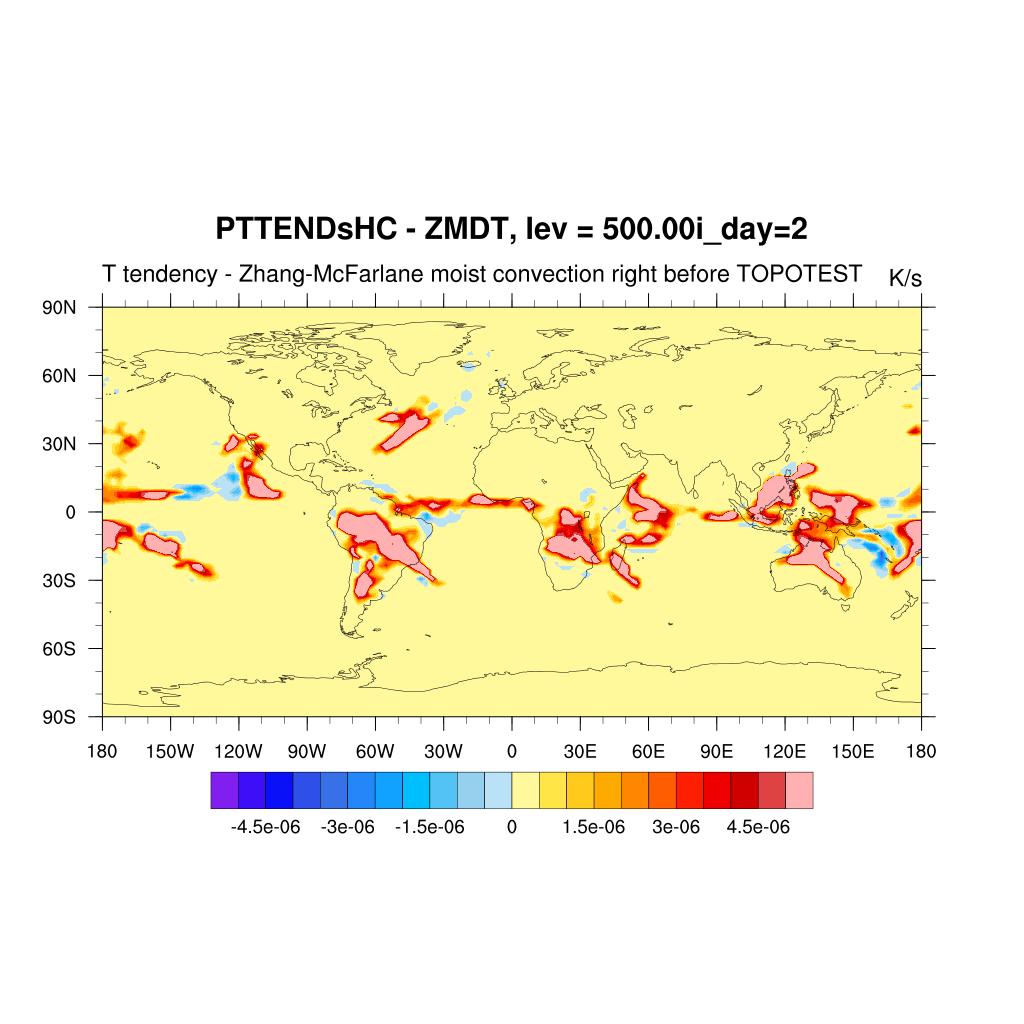 PTTENDsHC - ZMDT, lev = 500.00i_day=2
T tendency - Zhang-McFarlane moist convection right before TOPOTEST K/s
90N
60N
30N
0
30S
60S
90S
180 150W 120W 90W 60W 30W 0 30E 60E 90E 120E 150E 180
-4.5e-06 -3e-06 -1.5e-06 0 1.5e-06 3e-06 4.5e-06